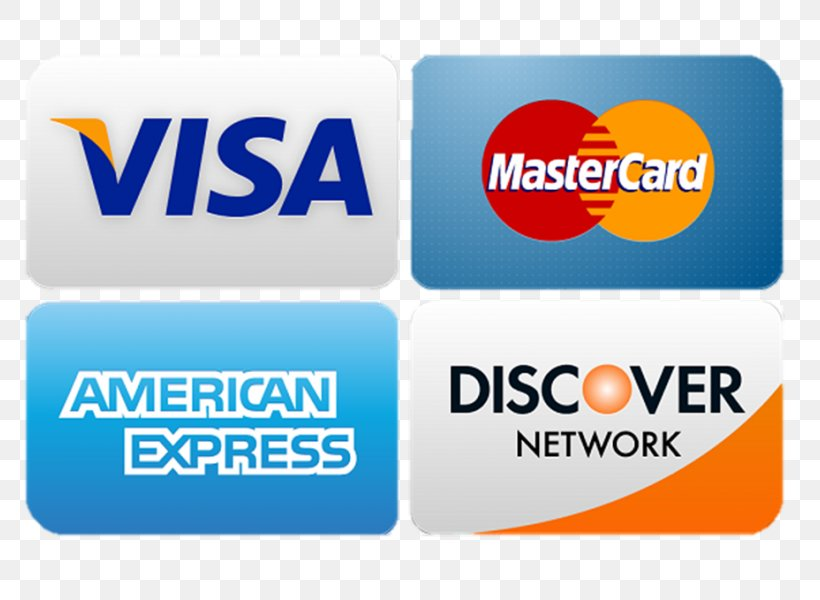 VISA
MasterCard
AMERICAN
EXPRESS
DISCOVER
NETWORK